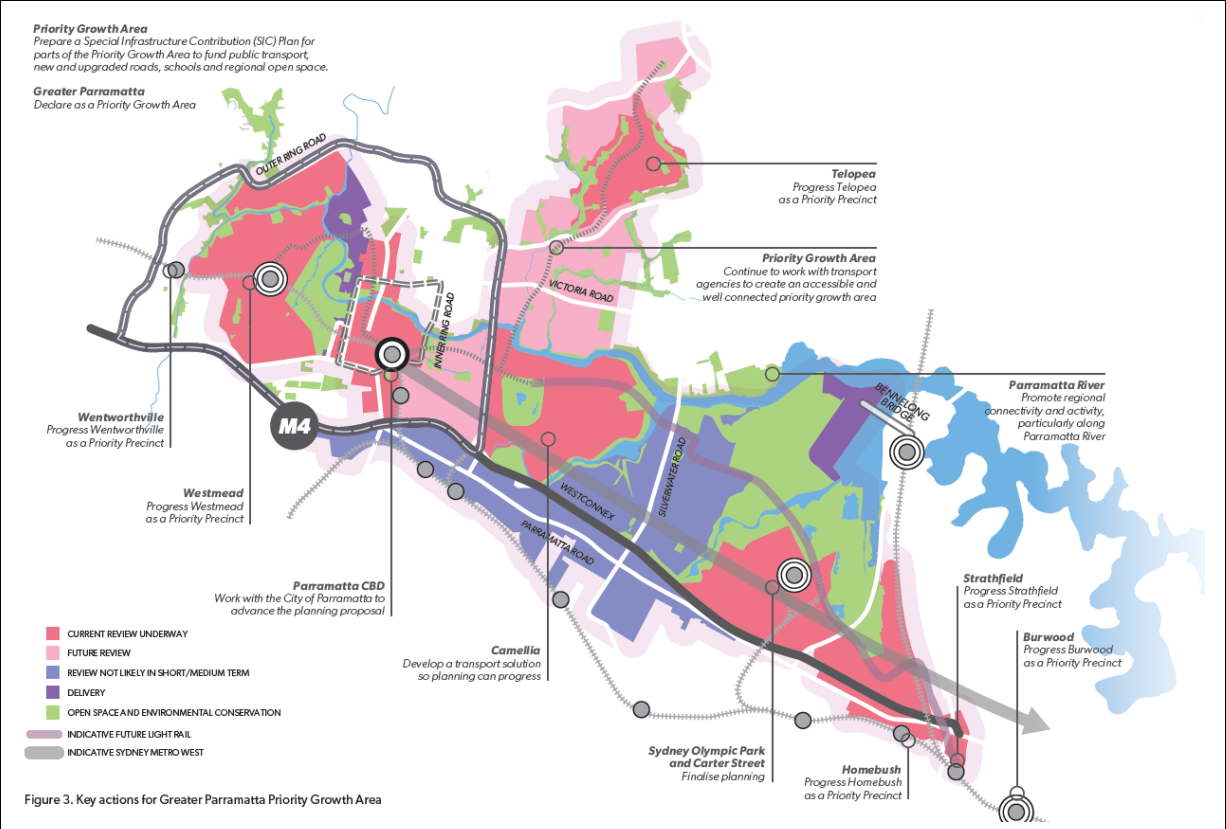 Priority Growth Area
Prepare a Special Infrastructure Contribution (SIC) Plan for
parts of the Priority Growth Area to fund public transport,
new and upgraded roads, schools and regional open space.
Greater Parramatta
Declare as a Priority Growth Area
OUTER RING ROAD
Telopea
Progress Telopea
as a Priority Precinct
Priority Growth Area
Continue to work with transport
agencies to create an accessible and
well connected priority growth area
VICTORIA ROAD
INNER RING ROAD
Parramatta River
Promote regional
connectivity and activity,
particularly along
Parramatta River
BENNELONG
BRIDGE
Wentworthville
Progress Wentworthville
as a Priority Precinct
M4
SILVERWATER ROAD
WESTCONNEX
PARRAMATTA ROAD
Westmead
Progress Westmead
as a Priority Precinct
Parramatta CBD
Work with the City of Parramatta to
advance the planning proposal
Strathfield
Progress Strathfield
as a Priority Precinct
Burwood
Progress Burwood
as a Priority Precinct
Camellia
Develop a transport solution
so planning can progress
CURRENT REVIEW UNDERWAY
FUTURE REVIEW
REVIEW NOT LIKELY IN SHORT/MEDIUM TERM
DELIVERY
OPEN SPACE AND ENVIRONMENTAL CONSERVATION
INDICATIVE FUTURE LIGHT RAIL
INDICATIVE SYDNEY METRO WEST
Sydney Olympic Park
and Carter Street
Finalise planning
Homebush
Progress Homebush
as a Priority Precinct
Figure 3. Key actions for Greater Parramatta Priority Growth Area